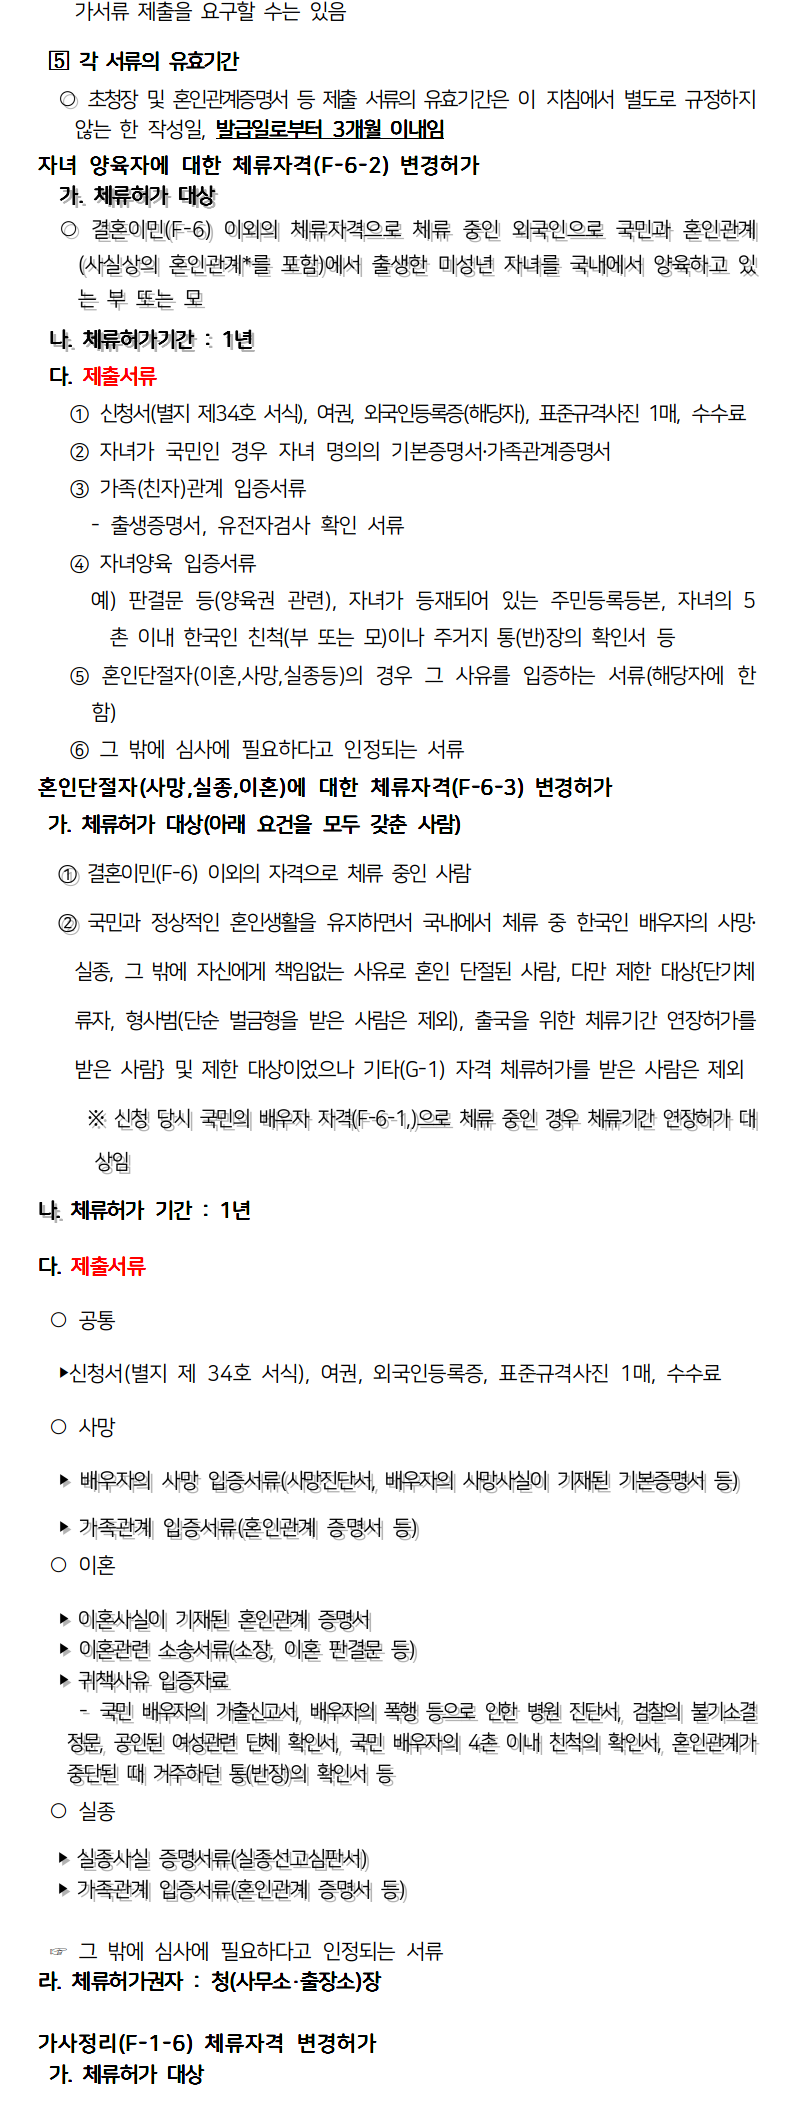 가서류 제출을 요구할 수는 있음
5 각 서류의 유효기간
○ 초청장 및 혼인관계증명서 등 제출 서류의 유효기간은 이 지침에서 별도로 규정하지
않는 한 작성일, 발급일로부터 3개월 이내임
자녀 양육자에 대한 체류자격(F-6-2) 변경허가
가. 체류허가 대상
○ 결혼이민(F-6) 이외의 체류자격으로 체류 중인 외국인으로 국민과 혼인관계
(사실상의 혼인관계*를 포함)에서 출생한 미성년 자녀를 국내에서 양육하고 있
는 부 또는 모
나. 체류허가기간 : 1년
다. 제출서류
① 신청서(별지 제34호 서식), 여권, 외국인등록증(해당자), 표준규격사진 1매, 수수료
② 자녀가 국민인 경우 자녀 명의의 기본증명서·가족관계증명서
③ 가족(친자)관계 입증서류
- 출생증명서, 유전자검사 확인 서류
④ 자녀양육 입증서류
예) 판결문 등(양육권 관련), 자녀가 등재되어 있는 주민등록등본, 자녀의 5
촌 이내 한국인 친척(부 또는 모)이나 주거지 통(반)장의 확인서 등
⑤ 혼인단절자(이혼,사망,실종등)의 경우 그 사유를 입증하는 서류(해당자에 한
함)
⑥ 그 밖에 심사에 필요하다고 인정되는 서류
혼인단절자(사망,실종,이혼)에 대한 체류자격(F-6-3) 변경허가
가. 체류허가 대상(아래 요건을 모두 갖춘 사람)
① 결혼이민(F-6) 이외의 자격으로 체류 중인 사람
② 국민과 정상적인 혼인생활을 유지하면서 국내에서 체류 중 한국인 배우자의 사망·
실종, 그 밖에 자신에게 책임없는 사유로 혼인 단절된 사람, 다만 제한 대상{단기체
류자, 형사범(단순 벌금형을 받은 사람은 제외), 출국을 위한 체류기간 연장허가를
받은 사람} 및 제한 대상이었으나 기타(G-1) 자격 체류허가를 받은 사람은 제외
※ 신청 당시 국민의 배우자 자격(F-6-1,)으로 체류 중인 경우 체류기간 연장허가 대
상임
나. 체류허가 기간 : 1년
다. 제출서류
○ 공통
▶신청서(별지 제 34호 서식), 여권, 외국인등록증, 표준규격사진 1매, 수수료
○ 사망
▶ 배우자의 사망 입증서류(사망진단서, 배우자의 사망사실이 기재된 기본증명서 등)
▶ 가족관계 입증서류(혼인관계 증명서 등)
○ 이혼
▶ 이혼사실이 기재된 혼인관계 증명서
▶ 이혼관련 소송서류(소장, 이혼 판결문 등)
▶ 귀책사유 입증자료
- 국민 배우자의 가출신고서, 배우자의 폭행 등으로 인한 병원 진단서, 검찰의 불기소결
정문, 공인된 여성관련 단체 확인서, 국민 배우자의 4촌 이내 친척의 확인서, 혼인관계가
중단된 때 거주하던 통(반장)의 확인서 등
○ 실종
▶ 실종사실 증명서류(실종선고심판서)
▶ 가족관계 입증서류(혼인관계 증명서 등)
☞ 그 밖에 심사에 필요하다고 인정되는 서류
라. 체류허가권자 : 청(사무소·출장소)장
가사정리(F-1-6) 체류자격 변경허가
가. 체류허가 대상